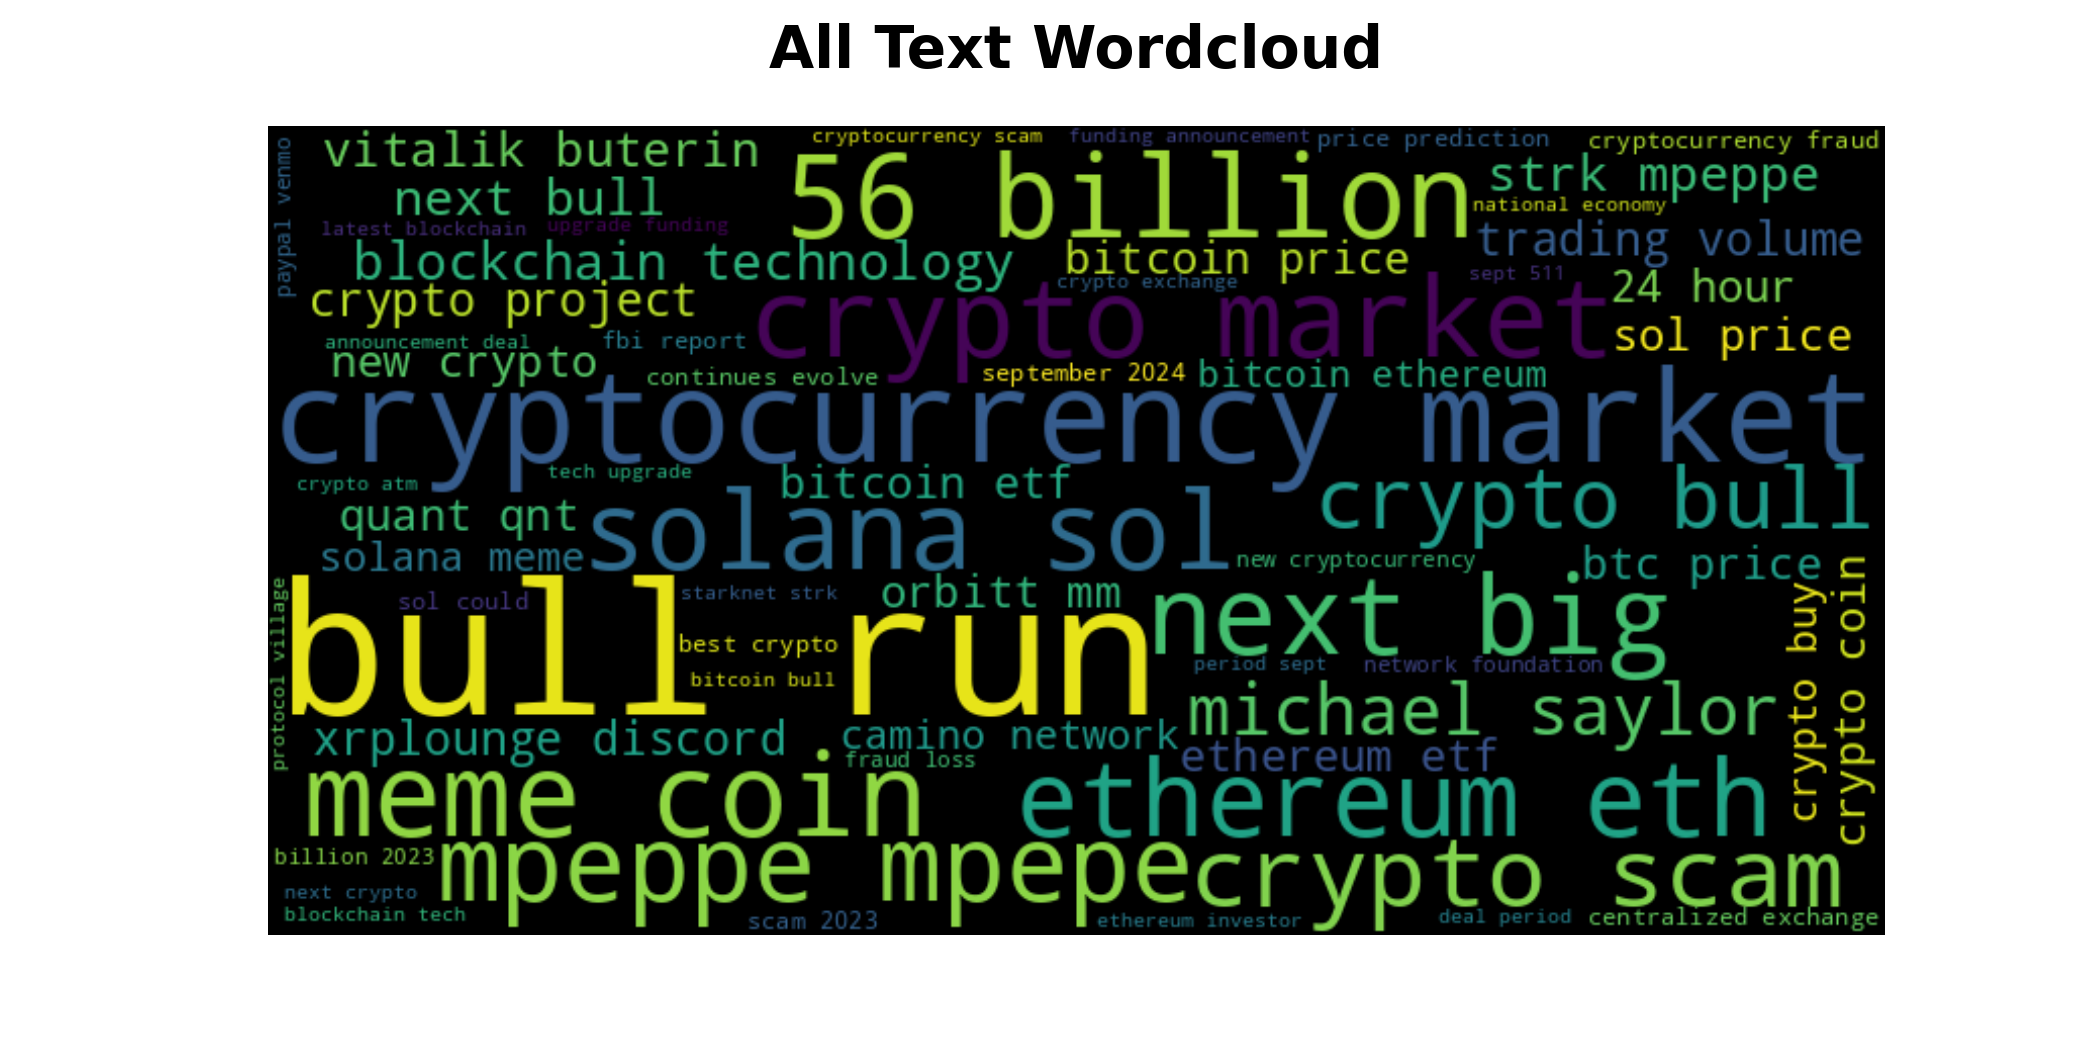 All Text Wordcloud
paypal venmo
vitalik buterin
cryptocurrency scam
funding announcement
price prediction
cryptocurrency fraud
next bull
56 billion
strk mpeppe
national economy
latest blockchain
upgrade funding
trading volume
blockchain technology
bitcoin price
sept 511
crypto exchange
24 hour
crypto project
crypto market
sol price
announcement deal
fbi report
new crypto
continues evolve
september 2024
bitcoin ethereum
cryptocurrency market
tech upgrade
crypto atm
bitcoin etf
crypto bull
quant qnt
solana sol
solana meme
new cryptocurrency
btc price
protocol village
sol could
starknet strk
orbitt mm
next big
bull run
best crypto
bitcoin bull
period sept
network foundation
crypto buy
crypto coin
michael saylor
xrplounge discord
camino network
fraud loss
ethereum etf
meme coin
ethereum eth
billion 2023
mpeppe mpepe
crypto scam
next crypto
blockchain tech
scam 2023
ethereum investor
deal period
centralized exchange